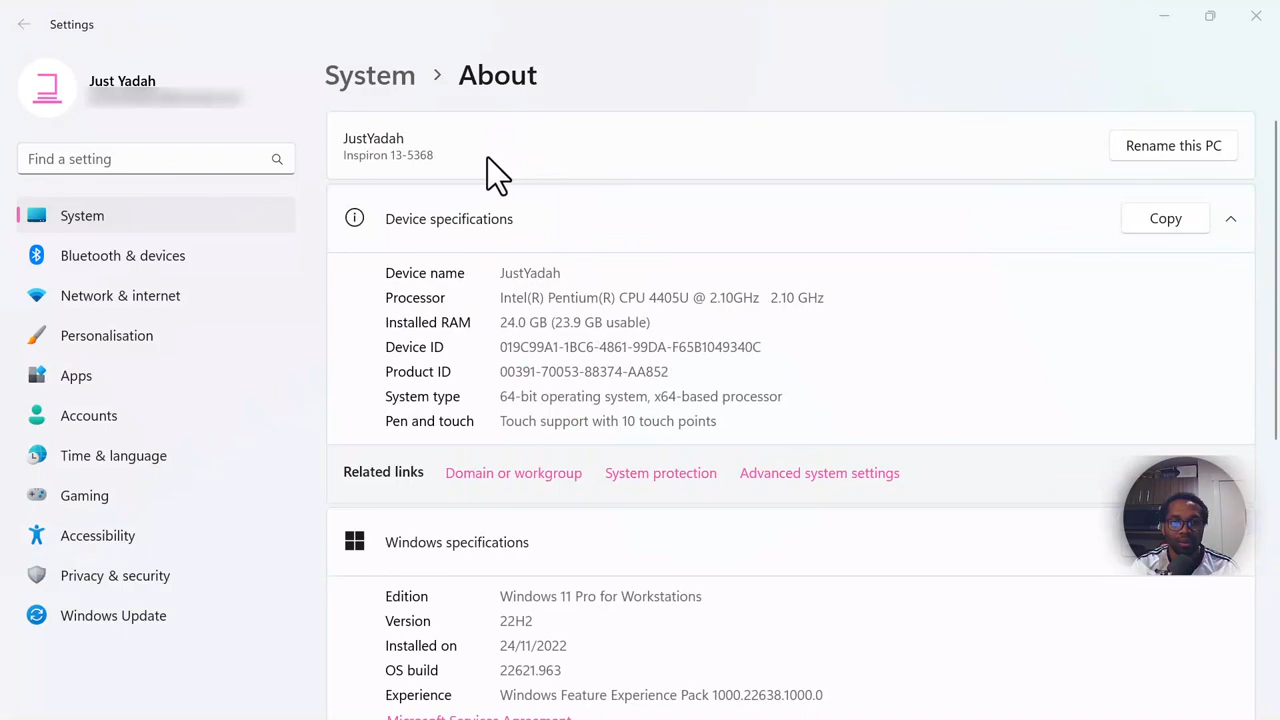 Settings
Just Yadah
Find a setting
System
Bluetooth & devices
Network & internet
Personalisation
Apps
Accounts
Time & language
Gaming
Accessibility
Privacy & security
Windows Update
System > About
JustYadah
Inspiron 13-5368
Rename this PC
Device specifications
Copy
Device name JustYadah
Processor Intel(R) Pentium(R) CPU 4405U @ 2.10GHz 2.10 GHz
Installed RAM 24.0 GB (23.9 GB usable)
Device ID 019C99A1-1BC6-4861-99DA-F65B1049340C
Product ID 00391-70053-88374-AA852
System type 64-bit operating system, x64-based processor
Pen and touch Touch support with 10 touch points
Related links Domain or workgroup System protection Advanced system settings
Windows specifications
Edition Windows 11 Pro for Workstations
Version 22H2
Installed on 24/11/2022
OS build 22621.963
Experience Windows Feature Experience Pack 1000.22638.1000.0
Microsoft Services Agreement